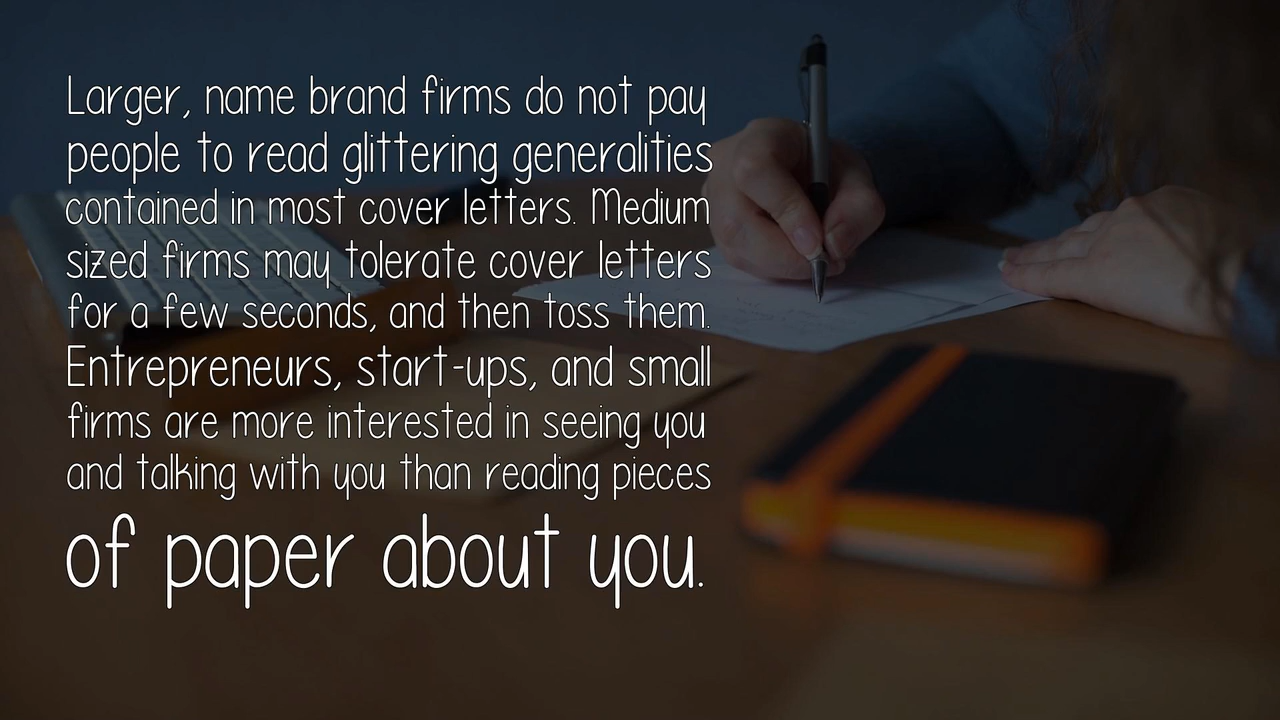 Larger, name brand firms do not pay
people to read glittering generalities
contained in most cover letters. Medium
sized firms may tolerate cover letters
for a few seconds, and then toss them.
Entrepreneurs, start-ups, and small
firms are more interested in seeing you
and talking with you than reading pieces
of paper about you.